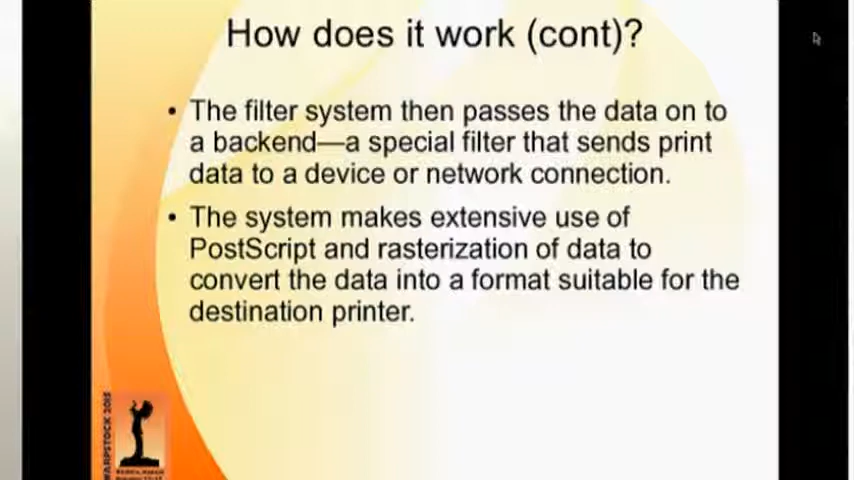 How does it work (cont)?
• The filter system then passes the data on to
a backend—a special filter that sends print
data to a device or network connection.
• The system makes extensive use of
PostScript and rasterization of data to
convert the data into a format suitable for the
destination printer.
WARPSTOCK 2015